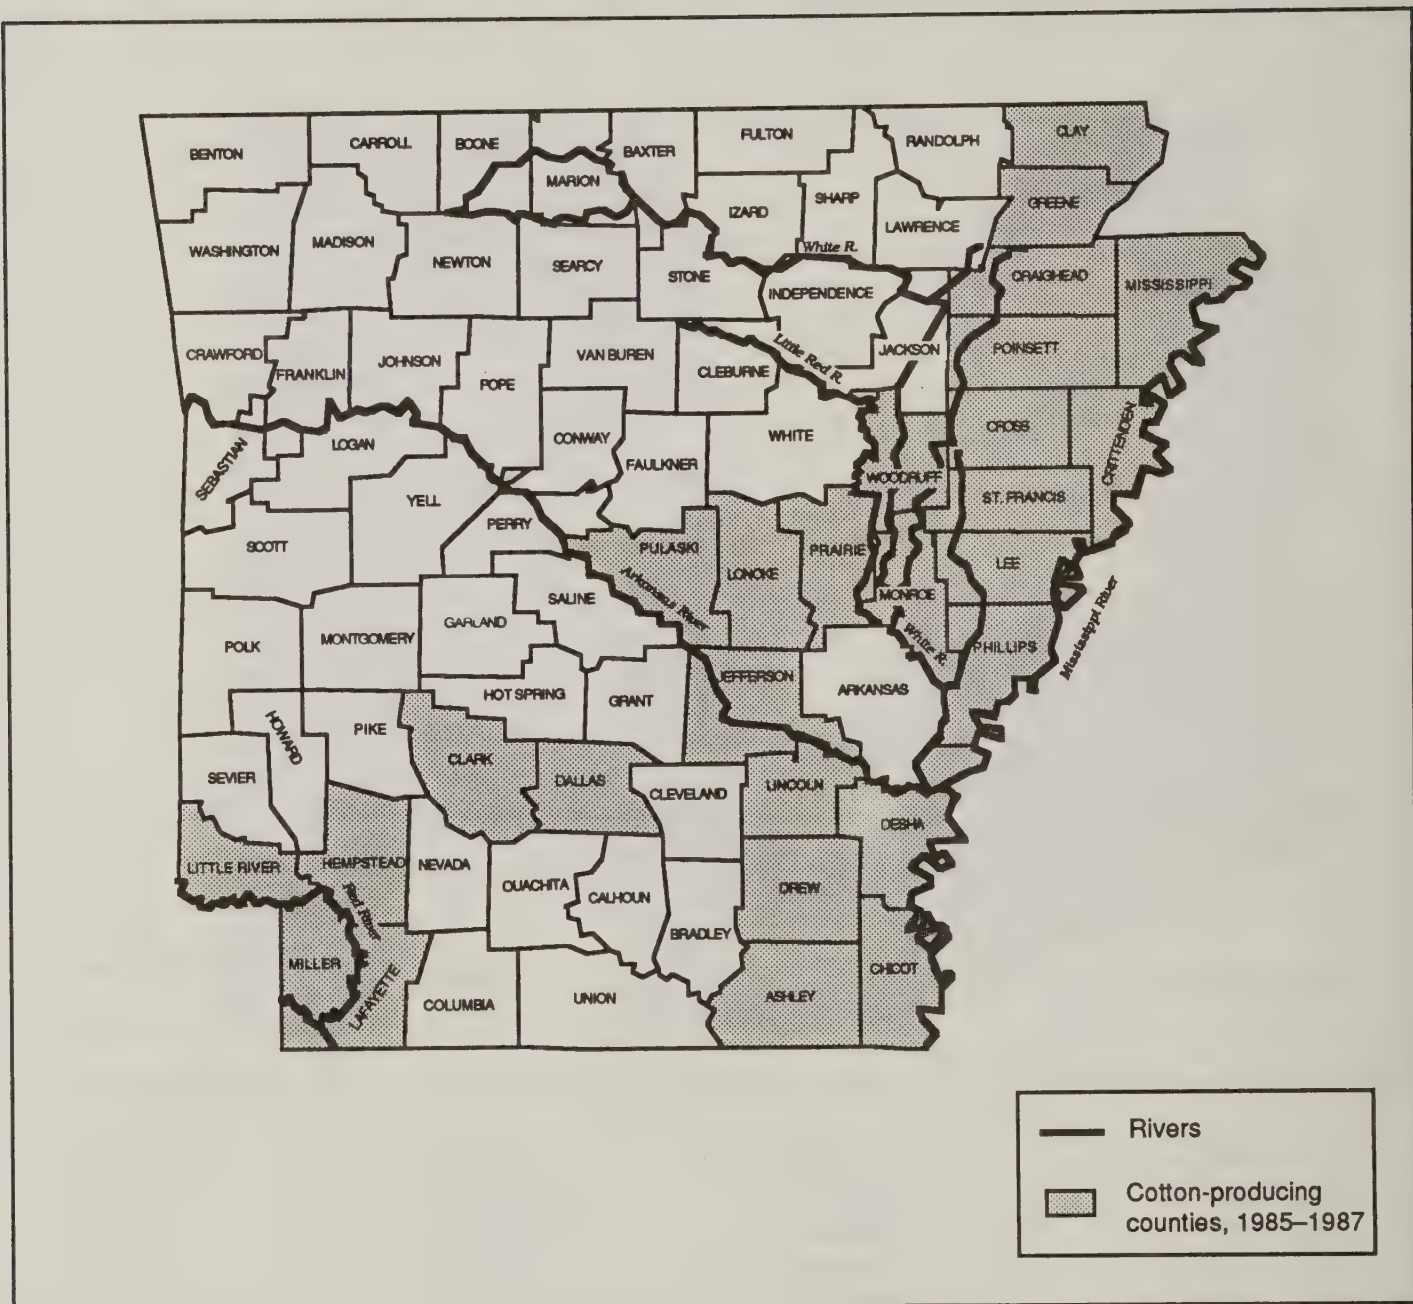 BENTON
CARROLL
BOONE
MARION
BAXTER
FULTON
RANDOLPH
CLAY
IZARD
SHARP
LAWRENCE
GREENE
WASHINGTON
MADISON
NEWTON
SEARCY
STONE
White R.
INDEPENDENCE
CRAIGHEAD
MISSISSIPPI
CRAWFORD
FRANKLIN
JOHNSON
POPE
VAN BUREN
CLEBURNE
Little Red R.
JACKSON
POINSETT
SEBASTIAN
LOGAN
CONWAY
FAULKNER
WHITE
WOODRUFF
CROSS
CRITTENDEN
YELL
PERRY
ST. FRANCIS
SCOTT
PULASKI
LONOKE
PRAIRIE
LEE
MONROE
Arkansas River
Mississippi River
POLK
MONTGOMERY
GARLAND
SALINE
White R.
PHILLIPS
HOWARD
PIKE
HOT SPRING
GRANT
JEFFERSON
ARKANSAS
SEVIER
CLARK
DALLAS
CLEVELAND
LINCOLN
DESHA
LITTLE RIVER
HEMPSTEAD
NEVADA
OUACHITA
CALHOUN
DREW
Red River
BRADLEY
MILLER
LAFAYETTE
COLUMBIA
UNION
ASHLEY
CHICOT
Rivers
Cotton-producing
counties, 1985–1987